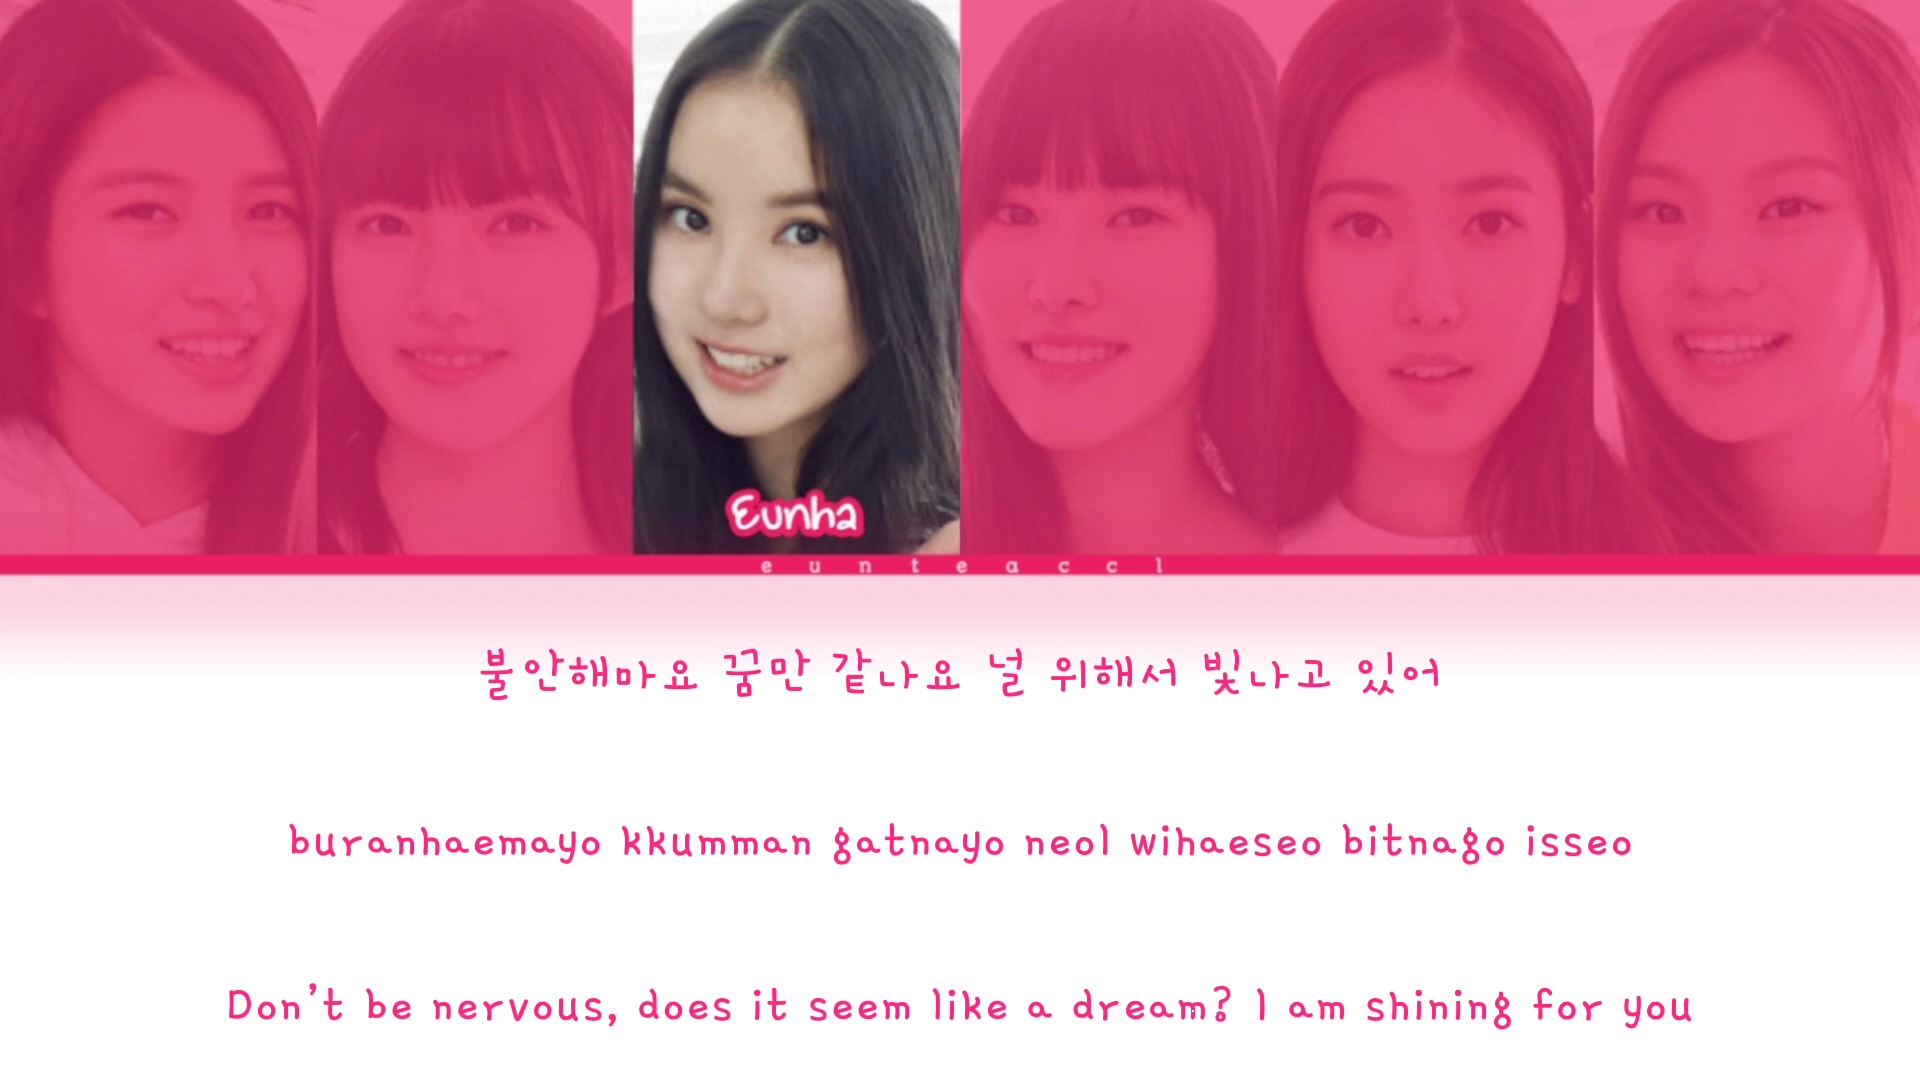 Eunha
e u n t e a c c l
불안해마요 꿈만 같나요 널 위해서 빛나고 있어
buranhaemayo kkumman gatnayo neol wihaeseo bitnago isseo
Don't be nervous, does it seem like a dream? I am shining for you